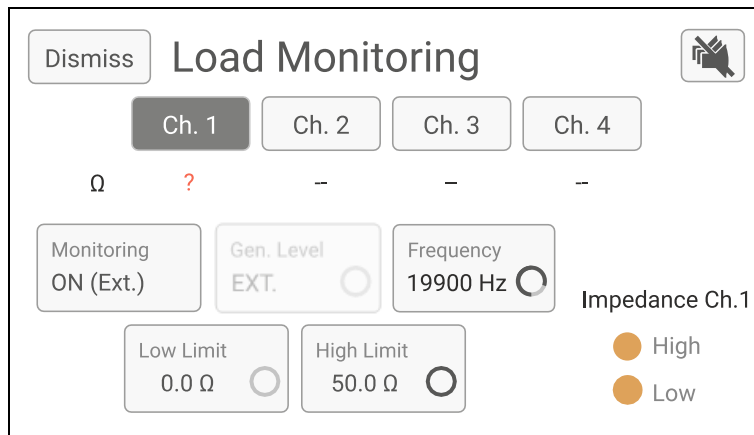 Dismiss Load Monitoring
Ch. 1 Ch. 2 Ch. 3 Ch. 4
Ω ? -- – --
Monitoring Gen. Level Frequency
ON (Ext.) EXT. 19900 Hz
Impedance Ch.1
Low Limit High Limit High
0.0 Ω 50.0 Ω Low